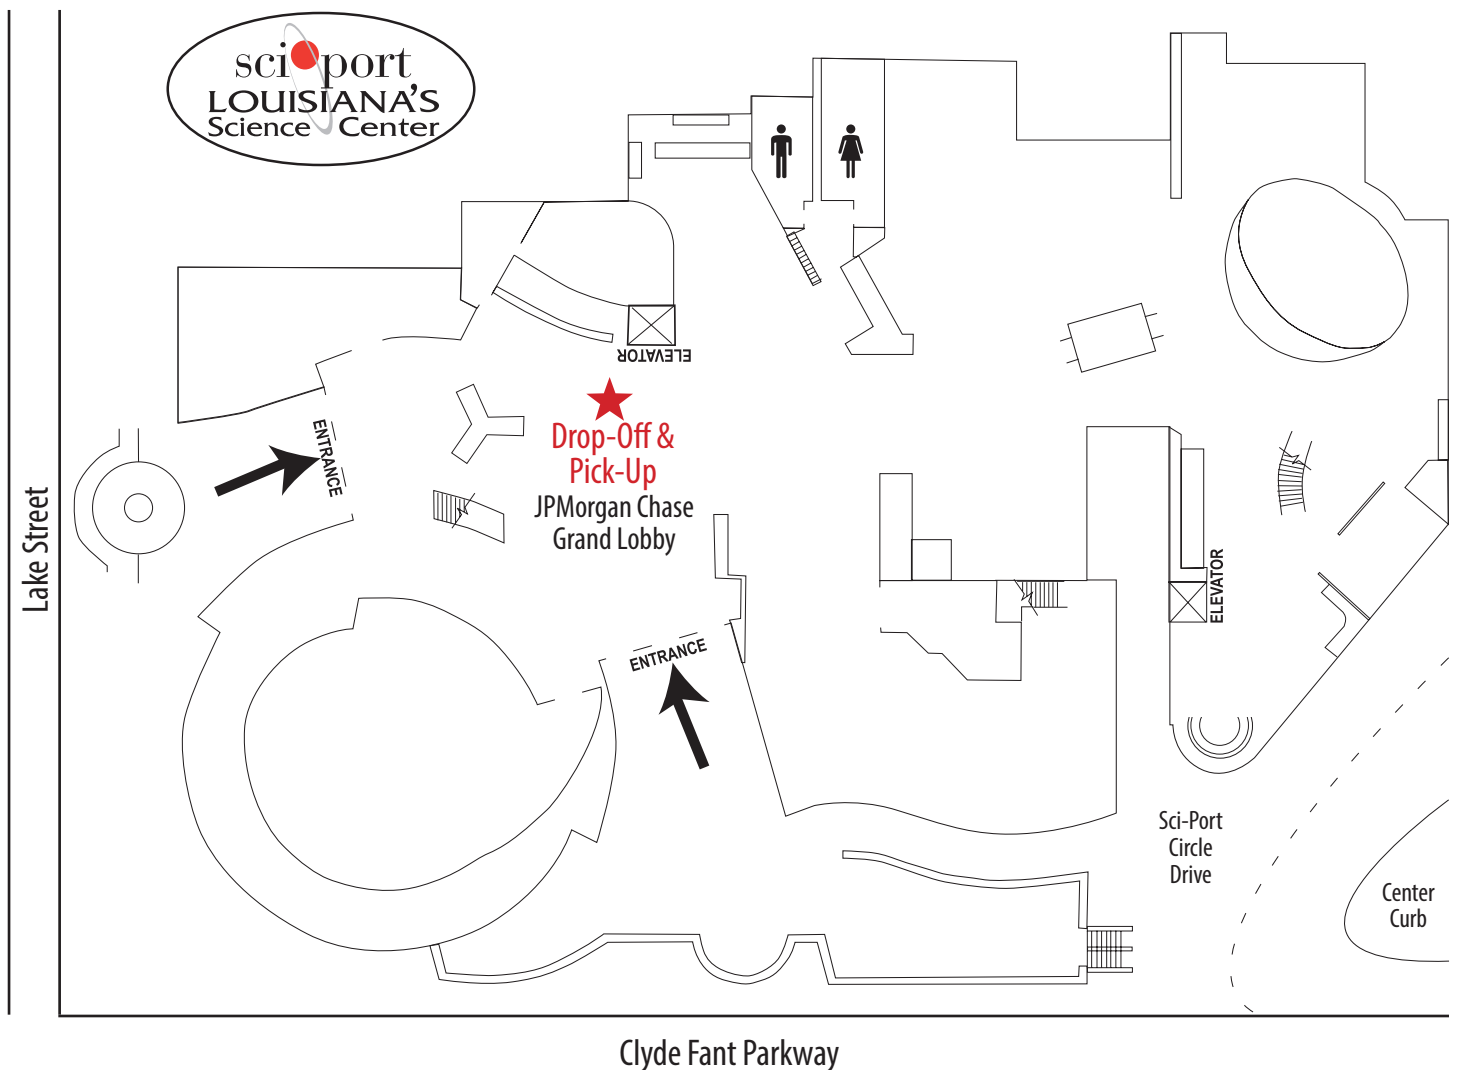 sci port
LOUISIANA'S
Science Center
ELEVATOR
ENTRANCE
Drop-Off &
Pick-Up
JPMorgan Chase
Grand Lobby
Lake Street
ELEVATOR
ENTRANCE
Sci-Port
Circle
Drive
Center
Curb
Clyde Fant Parkway